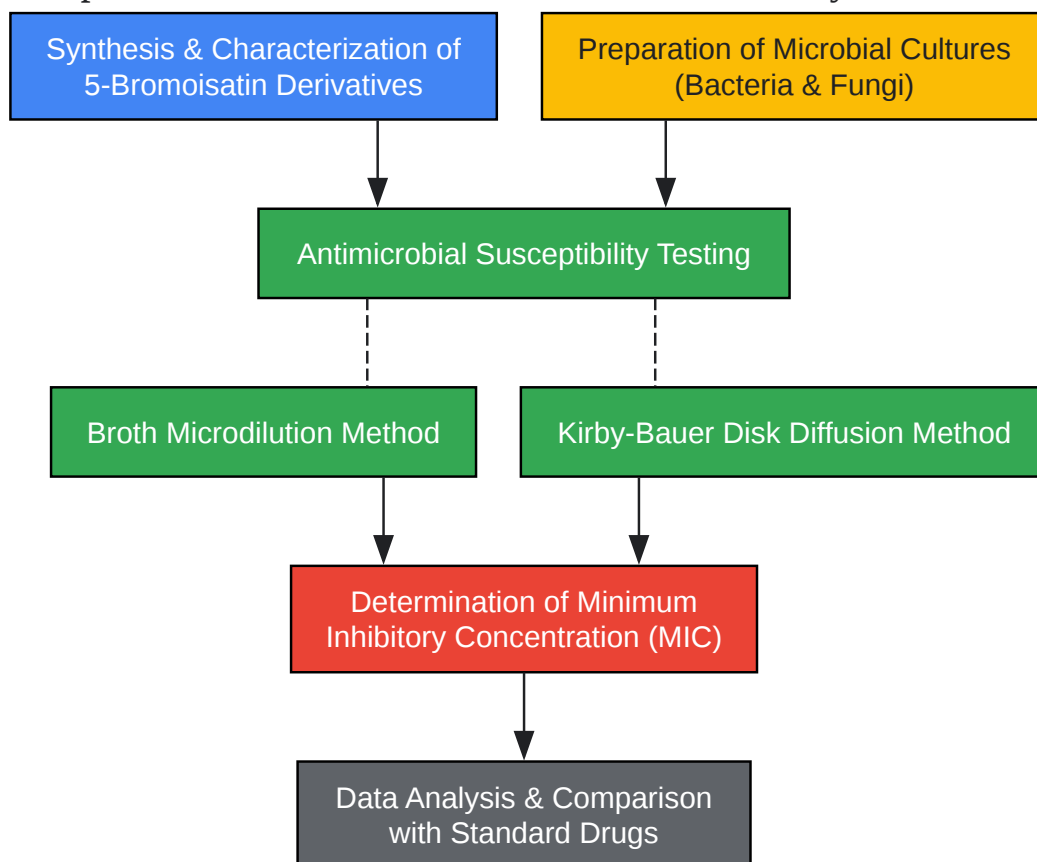 Synthesis & Characterization of
5-Bromoisatin Derivatives
Preparation of Microbial Cultures
(Bacteria & Fungi)
Antimicrobial Susceptibility Testing
Broth Microdilution Method
Kirby-Bauer Disk Diffusion Method
Determination of Minimum
Inhibitory Concentration (MIC)
Data Analysis & Comparison
with Standard Drugs